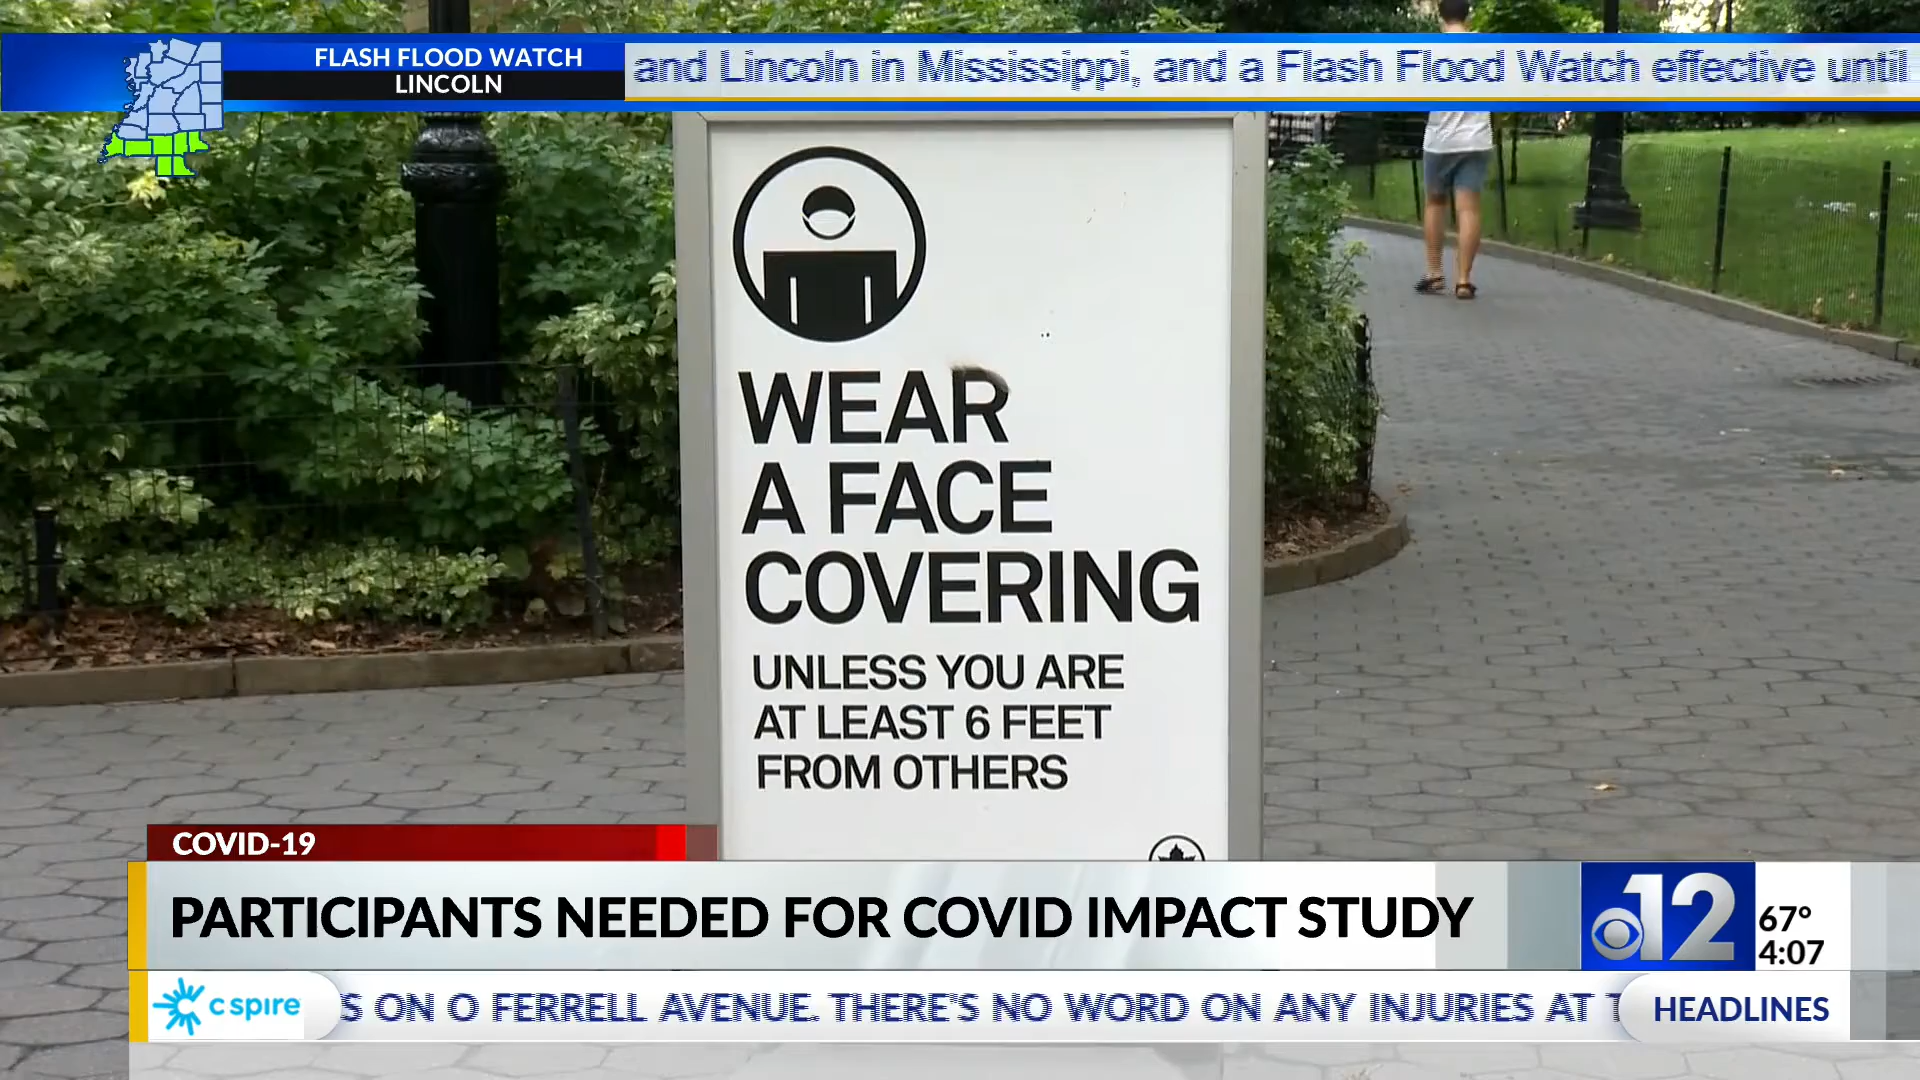 FLASH FLOOD WATCH
LINCOLN
and Lincoln in Mississippi, and a Flash Flood Watch effective until
WEAR
A FACE
COVERING
UNLESS YOU ARE
AT LEAST 6 FEET
FROM OTHERS
COVID-19
PARTICIPANTS NEEDED FOR COVID IMPACT STUDY
12
67°
4:07
c spire
S ON O FERRELL AVENUE. THERE'S NO WORD ON ANY INJURIES AT
HEADLINES